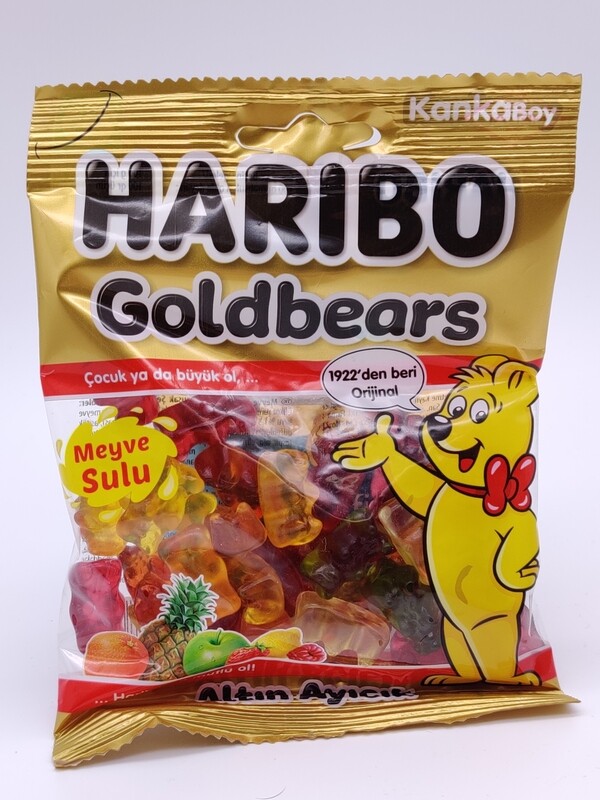 KankaBoy
HARIBO
Goldbears
Çocuk ya da büyük ol, ...
1922'den beri
Orijinal
Meyve
Sulu
Altın Ayıcık